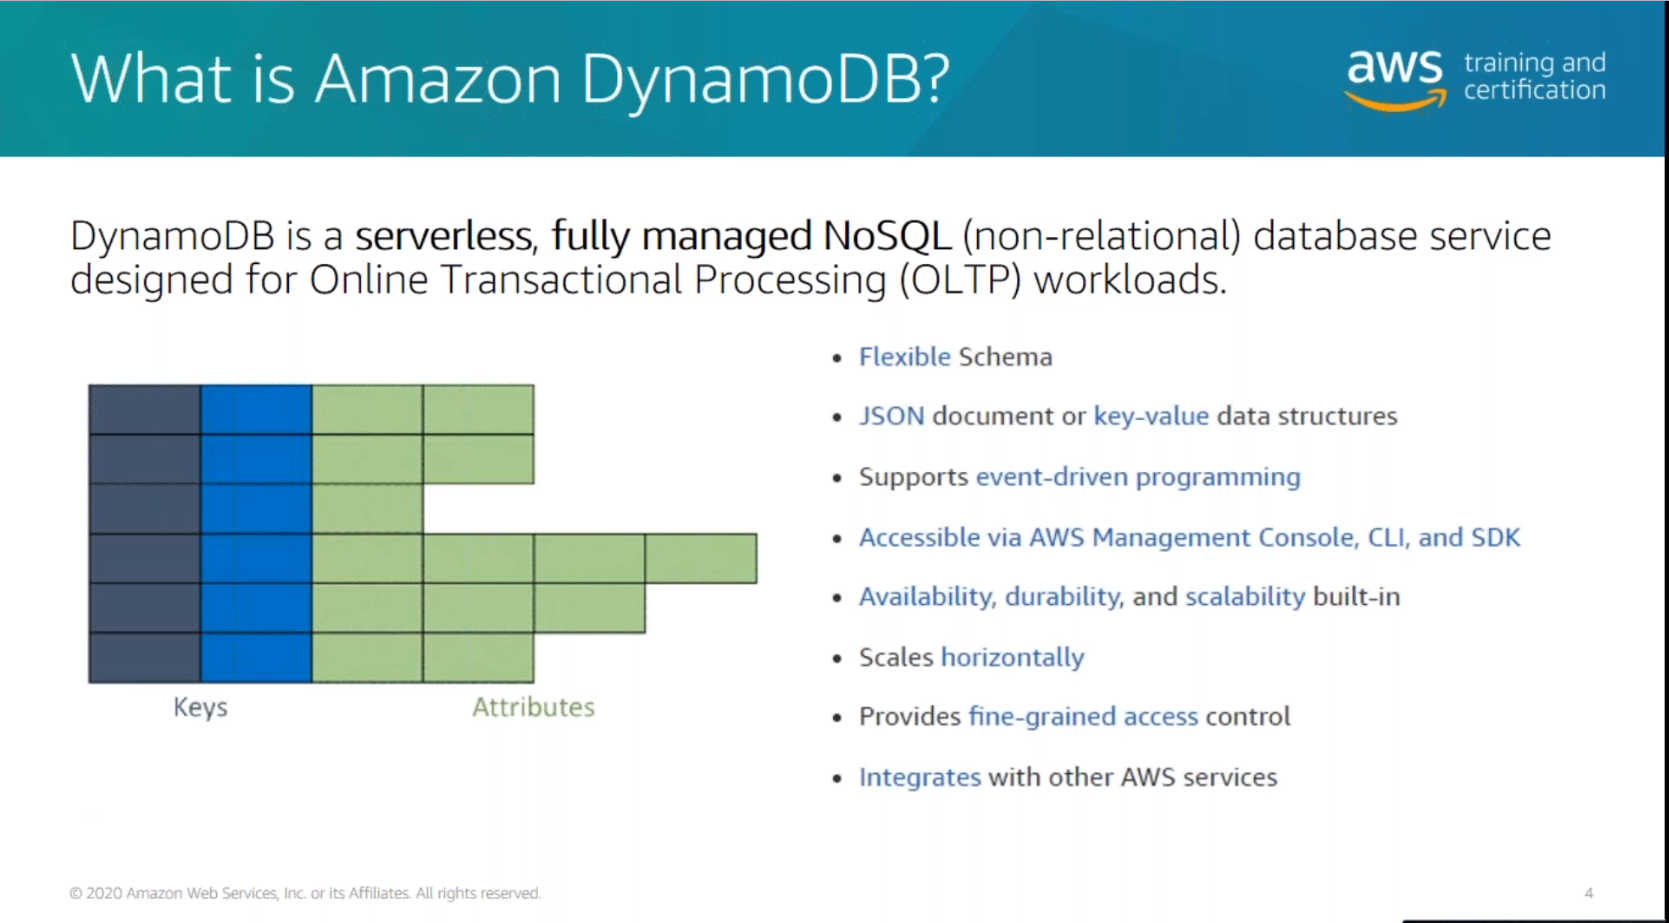 What is Amazon DynamoDB?
aws training and
certification
DynamoDB is a serverless, fully managed NoSQL (non-relational) database service
designed for Online Transactional Processing (OLTP) workloads.
Keys
Attributes
• Flexible Schema
• JSON document or key-value data structures
• Supports event-driven programming
• Accessible via AWS Management Console, CLI, and SDK
• Availability, durability, and scalability built-in
• Scales horizontally
• Provides fine-grained access control
• Integrates with other AWS services
© 2020 Amazon Web Services, Inc. or its Affiliates. All rights reserved.
4